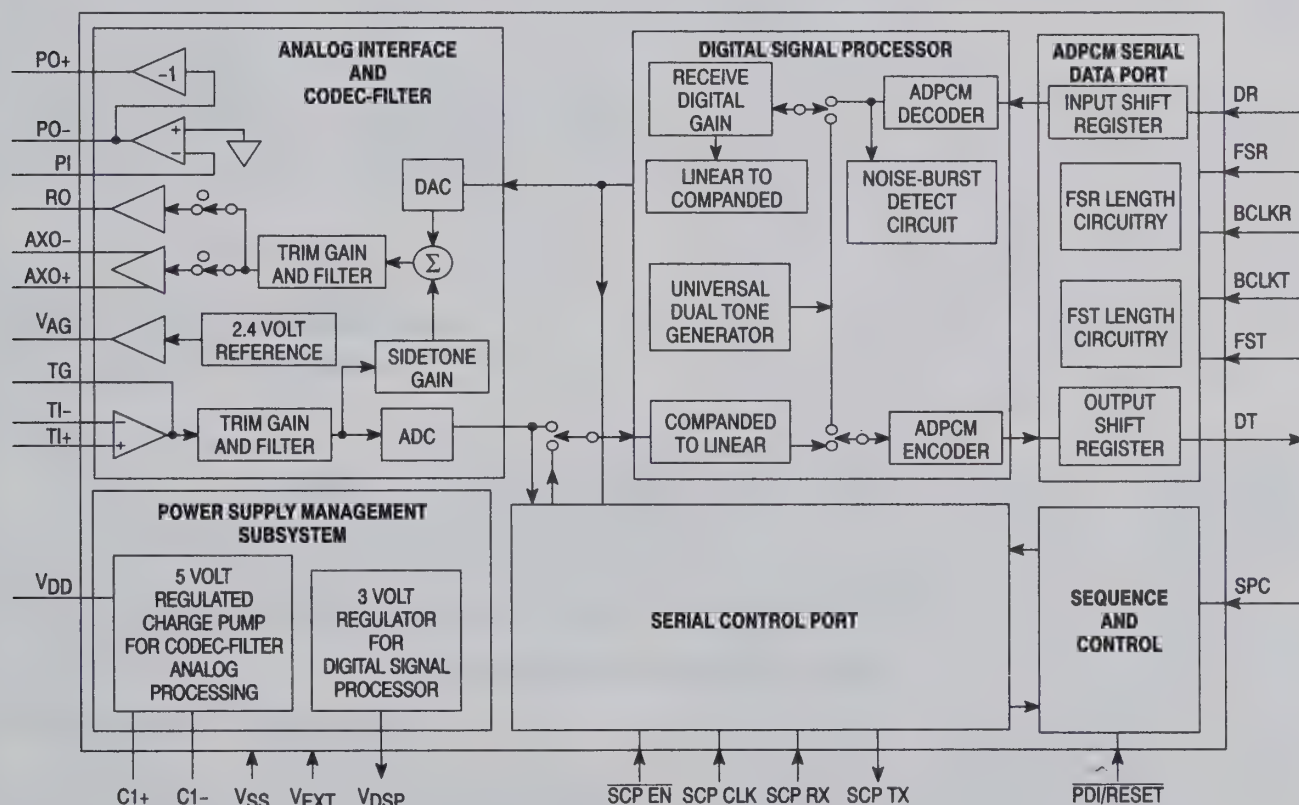 ANALOG INTERFACE
AND
CODEC-FILTER
PO+
-1
PO-
+
-
PI
RO
AXO-
AXO+
VAG
TG
TI-
TI+
-
+
DAC
TRIM GAIN
AND FILTER
Σ
2.4 VOLT
REFERENCE
SIDETONE
GAIN
TRIM GAIN
AND FILTER
ADC
DIGITAL SIGNAL PROCESSOR
RECEIVE
DIGITAL
GAIN
ADPCM
DECODER
LINEAR TO
COMPANDED
NOISE-BURST
DETECT
CIRCUIT
UNIVERSAL
DUAL TONE
GENERATOR
COMPANDED
TO LINEAR
ADPCM
ENCODER
ADPCM SERIAL
DATA PORT
INPUT SHIFT
REGISTER
FSR LENGTH
CIRCUITRY
FST LENGTH
CIRCUITRY
OUTPUT
SHIFT
REGISTER
DR
FSR
BCLKR
BCLKT
FST
DT
POWER SUPPLY MANAGEMENT
SUBSYSTEM
VDD
5 VOLT
REGULATED
CHARGE PUMP
FOR CODEC-FILTER
ANALOG
PROCESSING
3 VOLT
REGULATOR
FOR
DIGITAL SIGNAL
PROCESSOR
SERIAL CONTROL PORT
SEQUENCE
AND
CONTROL
SPC
C1+ C1- VSS VEXT VDSP SCP EN SCP CLK SCP RX SCP TX PDI/RESET